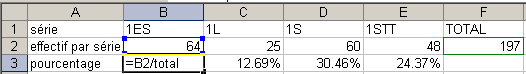 A B C D E F
1 série 1ES 1L 1S 1STT TOTAL
2 effectif par série 64 25 60 48 197
3 pourcentage =B2/total 12.69% 30.46% 24.37%